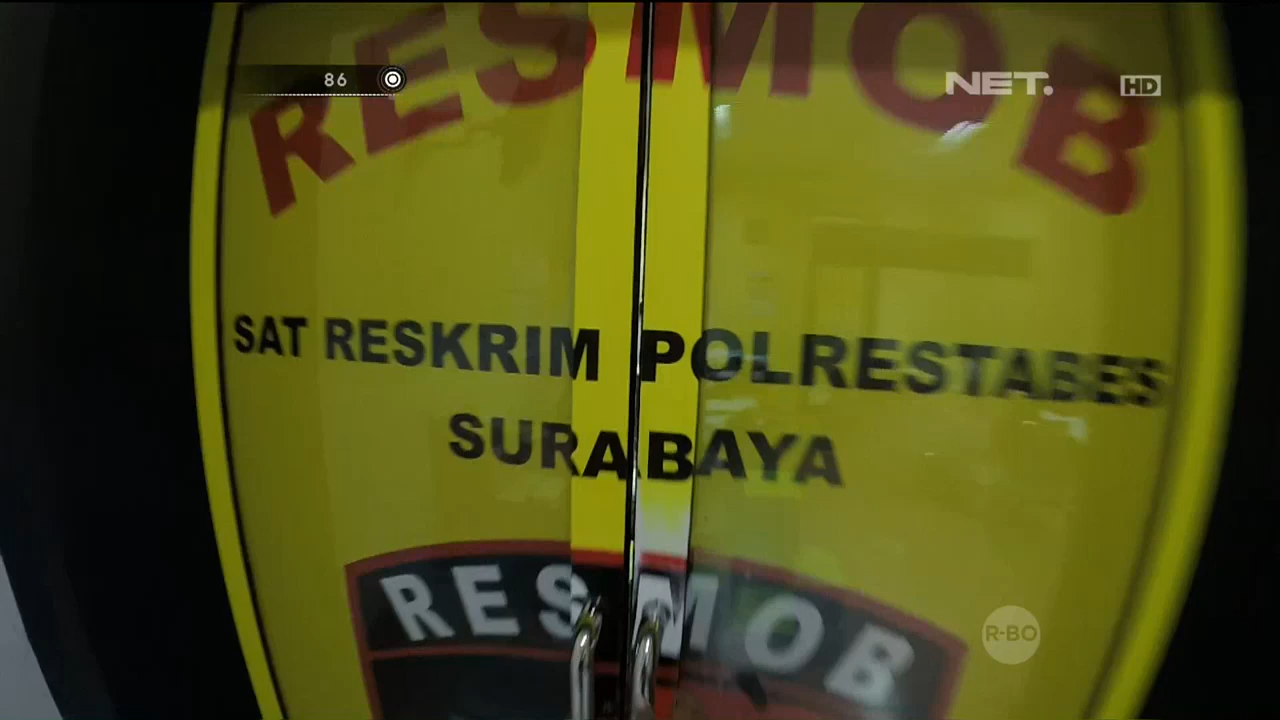 RESMOB
86
NET.
HD
SAT RESKRIM POLRESTABES
SURABAYA
RESMOB
R-BO